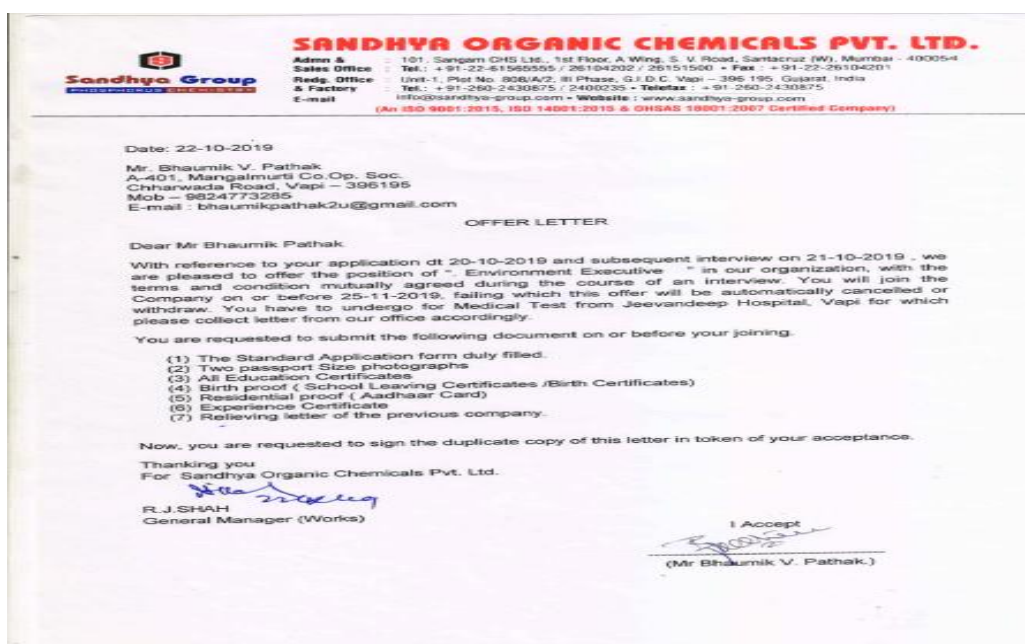 SANDHYA ORGANIC CHEMICALS PVT. LTD.
Sandhya Group
PHOSPHORUS CHEMISTRY
Admn & Sales Office : 101, Sangam CHS Ltd., 1st Floor, A Wing, S. V. Road, Santacruz (W), Mumbai - 400054
Tel.: +91-22-61565555 / 26104202 / 26151500 • Fax : +91-22-26104201
Redg. Office & Factory : Unit-1, Plot No. 808/A/2, III Phase, G.I.D.C. Vapi – 396 195. Gujarat, India
Tel.: +91-260-2430875 / 2400235 • Telefax : +91-260-2430875
E-mail : info@sandhya-group.com • Website : www.sandhya-group.com
(An ISO 9001:2015, ISO 14001:2015 & OHSAS 18001:2007 Certified Company)
Date: 22-10-2019
Mr. Bhaumik V. Pathak
A-401, Mangalmurti Co.Op. Soc.
Chharwada Road, Vapi – 396195
Mob – 9824773285
E-mail : bhaumikpathak2u@gmail.com
OFFER LETTER
Dear Mr Bhaumik Pathak
With reference to your application dt 20-10-2019 and subsequent interview on 21-10-2019 , we
are pleased to offer the position of ". Environment Executive " in our organization, with the
terms and condition mutually agreed during the course of an interview. You will join the
Company on or before 25-11-2019, failing which this offer will be automatically cancelled or
withdraw. You have to undergo for Medical Test from Jeevandeep Hospital, Vapi for which
please collect letter from our office accordingly.
You are requested to submit the following document on or before your joining.
(1) The Standard Application form duly filled.
(2) Two passport Size photographs
(3) All Education Certificates
(4) Birth proof ( School Leaving Certificates /Birth Certificates)
(5) Residential proof ( Aadhaar Card)
(6) Experience Certificate
(7) Relieving letter of the previous company.
Now, you are requested to sign the duplicate copy of this letter in token of your acceptance.
Thanking you
For Sandhya Organic Chemicals Pvt. Ltd.
R.J.SHAH
General Manager (Works)
I Accept
(Mr Bhaumik V. Pathak.)